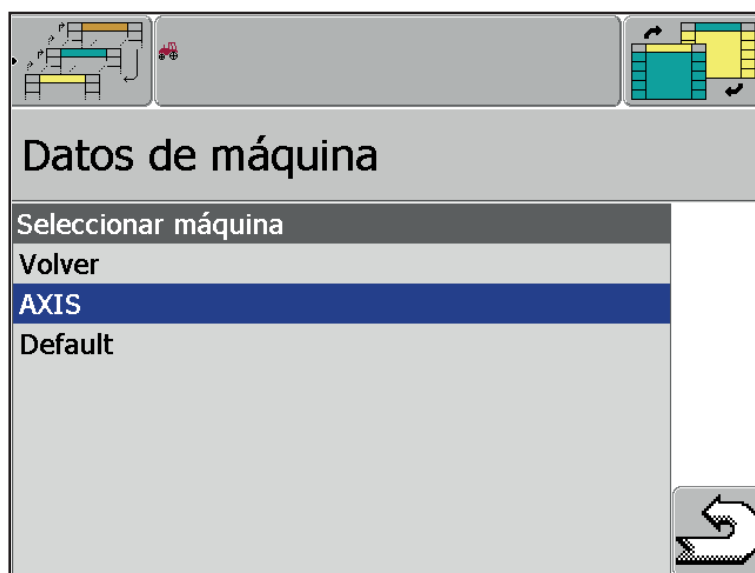 Datos de máquina
Seleccionar máquina
Volver
AXIS
Default